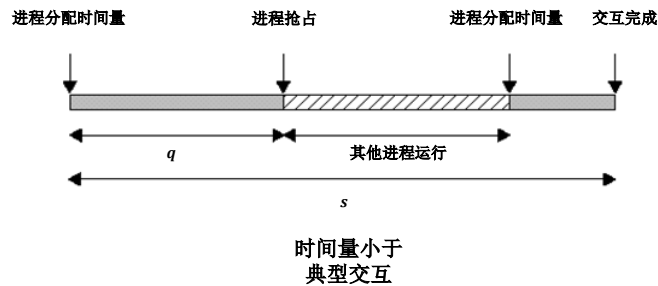 进程分配时间量 进程抢占 进程分配时间量 交互完成
q 其他进程运行
s
时间量小于
典型交互